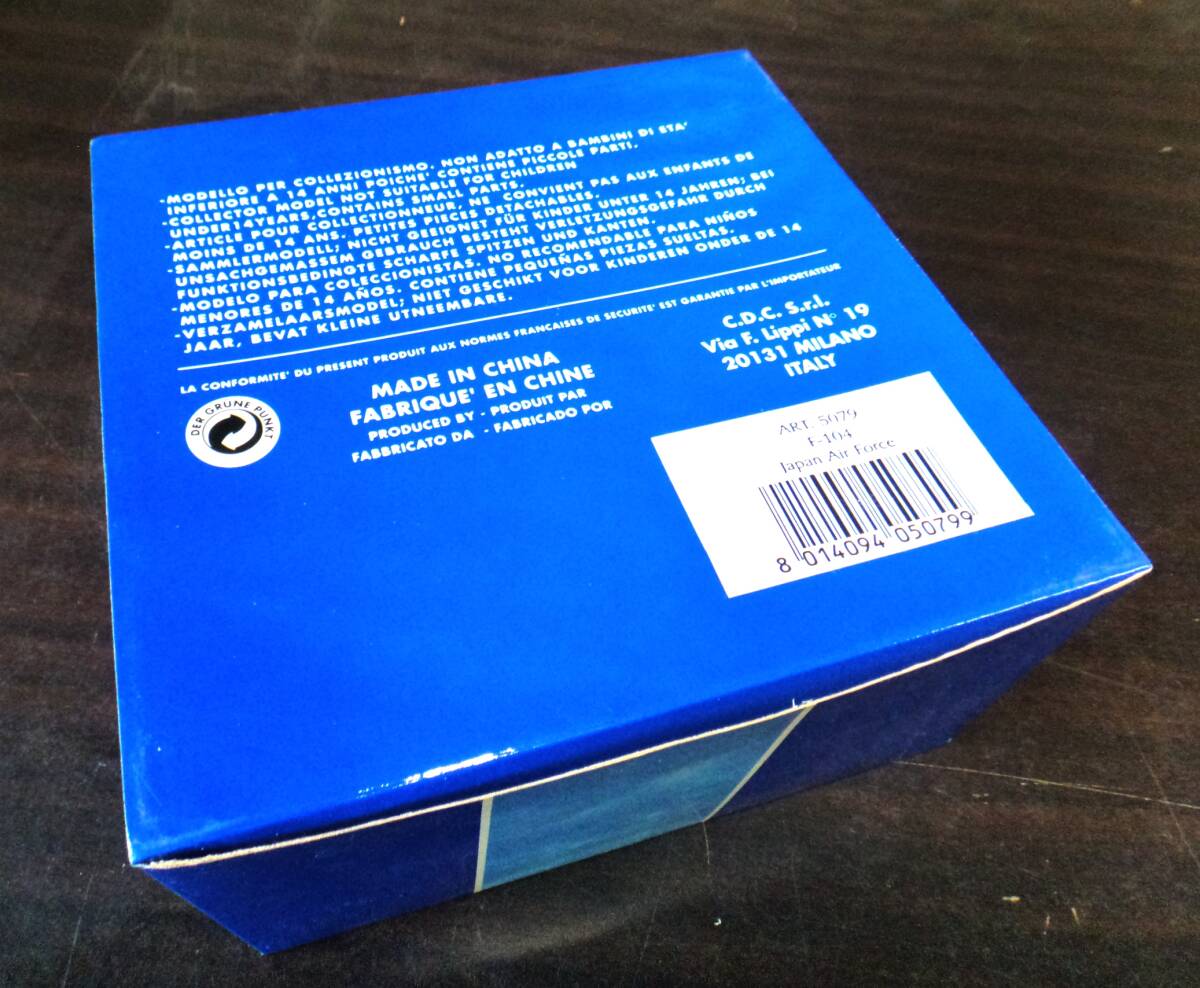 -MODELLO PER COLLEZIONISMO. NON ADATTO A BAMBINI DI ETA'
INFERIORE A 14 ANNI POICHE' CONTIENE PICCOLE PARTI.
-COLLECTOR MODEL NOT SUITABLE FOR CHILDREN
UNDER14 YEARS,CONTAINS SMALL PARTS.
-ARTICLE POUR COLLECTIONNEUR. NE CONVIENT PAS AUX ENFANTS DE
MOINS DE 14 ANS. PETITES PIECES DETACHABLES.
-SAMMLERMODELL; NICHT GEEIGNET FÜR KINDER UNTER 14 JAHREN; BEI
UNSACHGEMASSEM GEBRAUCH BESTEHT VERLETZUNGSGEFAHR DURCH
FUNKTIONSBEDINGTE SCHARFE SPITZEN UND KANTEN.
-MODELO PARA COLECCIONISTAS. NO RECOMENDABLE PARA NIÑOS
MENORES DE 14 AÑOS. CONTIENE PEQUEÑAS PIEZAS SUELTAS.
-VERZAMELAARSMODEL; NIET GESCHIKT VOOR KINDEREN ONDER DE 14
JAAR, BEVAT KLEINE UTNEEMBARE.
LA CONFORMITE' DU PRESENT PRODUIT AUX NORMES FRANCAISES DE SECURITE' EST GARANTIE PAR L'IMPORTATEUR
DER GRÜNE PUNKT
MADE IN CHINA
FABRIQUE' EN CHINE
PRODUCED BY - PRODUIT PAR
FABBRICATO DA - FABRICADO POR
C.D.C. S.r.l.
Via F. Lippi N° 19
20131 MILANO
ITALY
ART. 5079
F-104
Japan Air Force
8 014094 050799